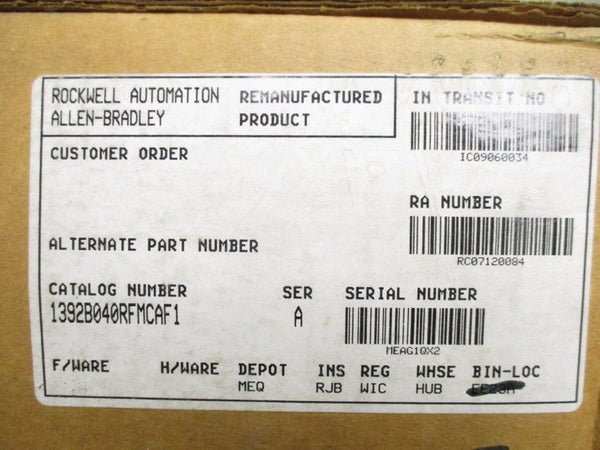 ROCKWELL AUTOMATION REMANUFACTURED
ALLEN-BRADLEY PRODUCT
IN TRANSIT NO
IC09060034
CUSTOMER ORDER
RA NUMBER
RC07120084
ALTERNATE PART NUMBER
CATALOG NUMBER SER SERIAL NUMBER
1392B040RFMCAF1 A
MEAG1QX2
F/WARE H/WARE DEPOT INS REG WHSE BIN-LOC
MEQ RJB WIC HUB